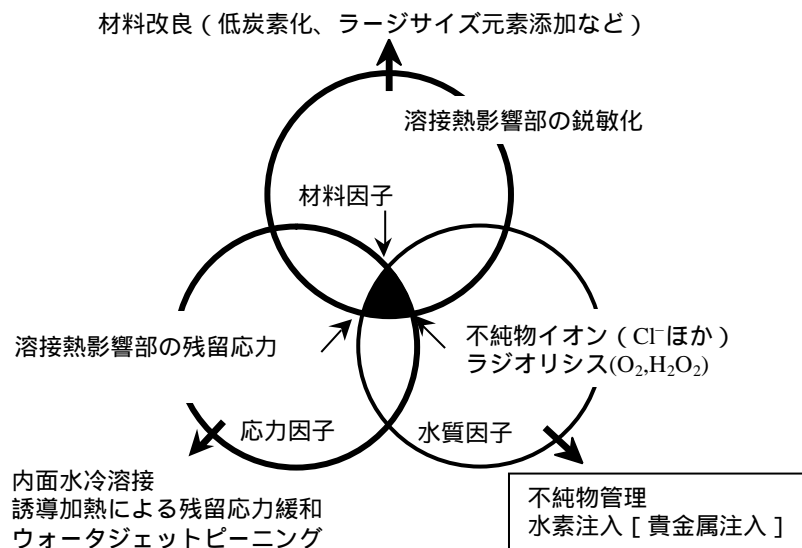 材料改良（低炭素化、ラージサイズ元素添加など）
溶接熱影響部の鋭敏化
材料因子
溶接熱影響部の残留応力
不純物イオン（Cl⁻ほか）
ラジオリシス(O₂,H₂O₂)
応力因子
水質因子
内面水冷溶接
誘導加熱による残留応力緩和
ウォータジェットピーニング
不純物管理
水素注入［貴金属注入］